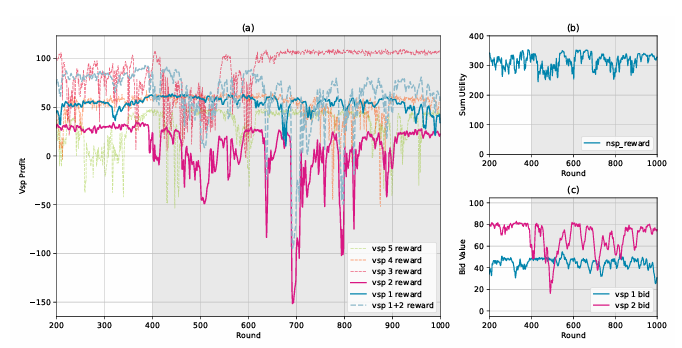 (a)
100
50
0
−50
−100
−150
Vsp Profit
200 300 400 500 600 700 800 900 1000
Round
vsp 5 reward
vsp 4 reward
vsp 3 reward
vsp 2 reward
vsp 1 reward
vsp 1+2 reward
(b)
400
300
200
100
0
Sum Utility
200 400 600 800 1000
Round
nsp_reward
(c)
100
80
60
40
20
0
Bid Value
200 400 600 800 1000
Round
vsp 1 bid
vsp 2 bid